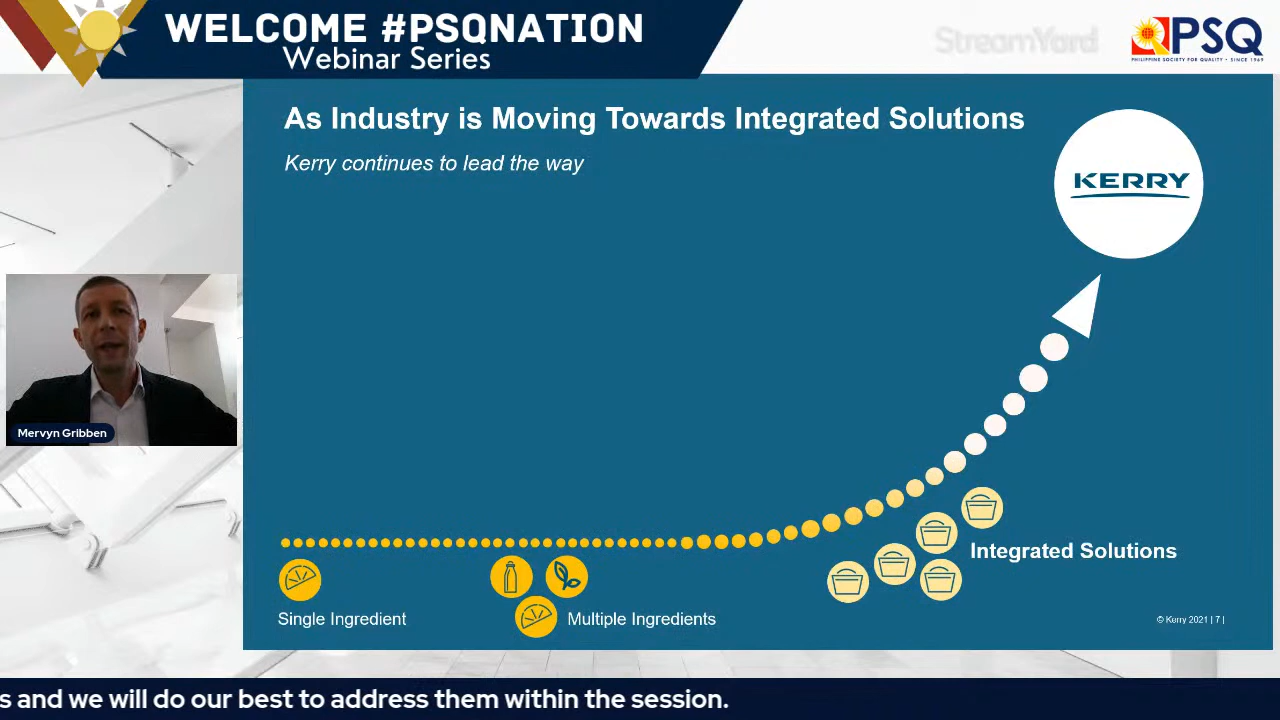 WELCOME #PSQNATION
Webinar Series
StreamYard
PSQ
PHILIPPINE SOCIETY FOR QUALITY • SINCE 1969
As Industry is Moving Towards Integrated Solutions
Kerry continues to lead the way
KERRY
Mervyn Gribben
Integrated Solutions
Single Ingredient
Multiple Ingredients
© Kerry 2021 | 7 |
s and we will do our best to address them within the session.